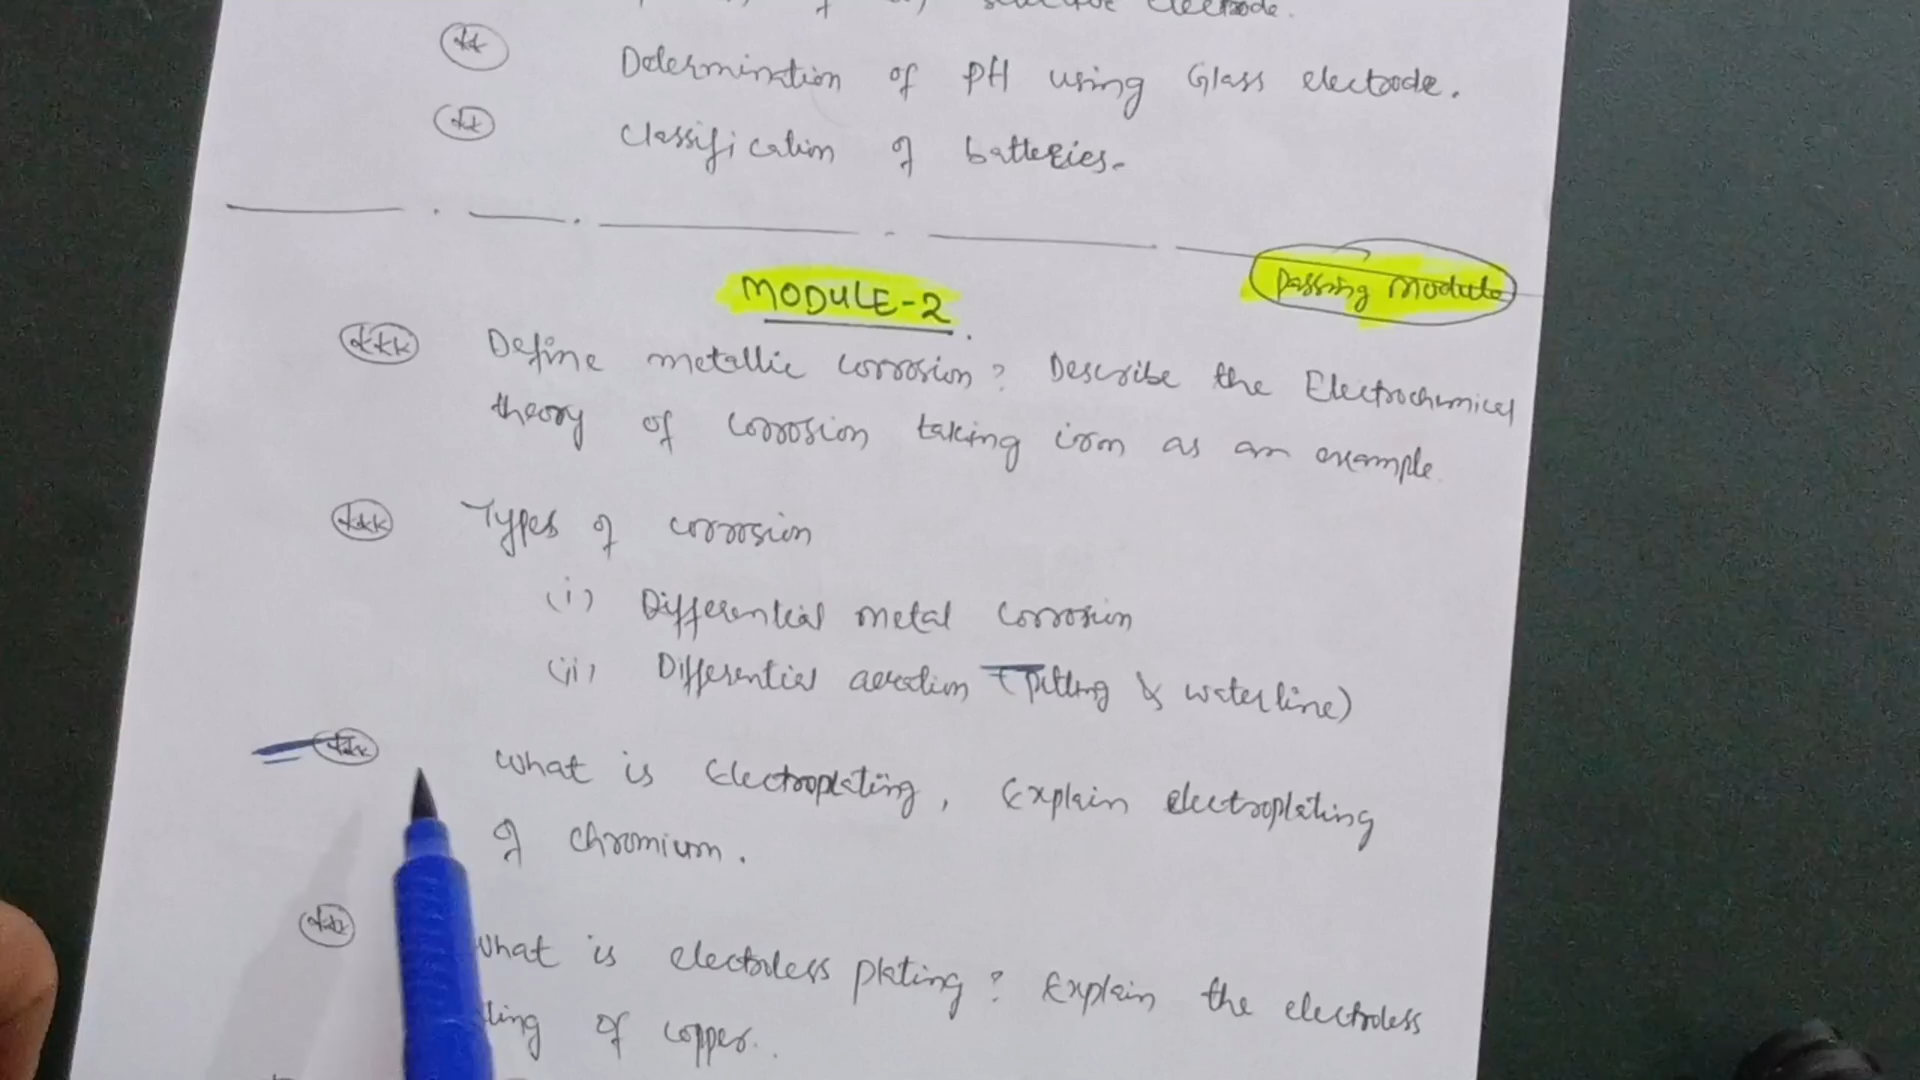 selective electrode.
Determination of PH using Glass electrode.
Classification of batteries.
MODULE-2
Passing Module
Define metallic corrosion? Describe the Electrochemical
theory of corrosion taking iron as an example.
Types of corrosion
(i) Differential metal corrosion
(ii) Differential aeration (pitting & waterline)
What is Electroplating, Explain electroplating
of chromium.
what is electroless plating? Explain the electroless
of copper.